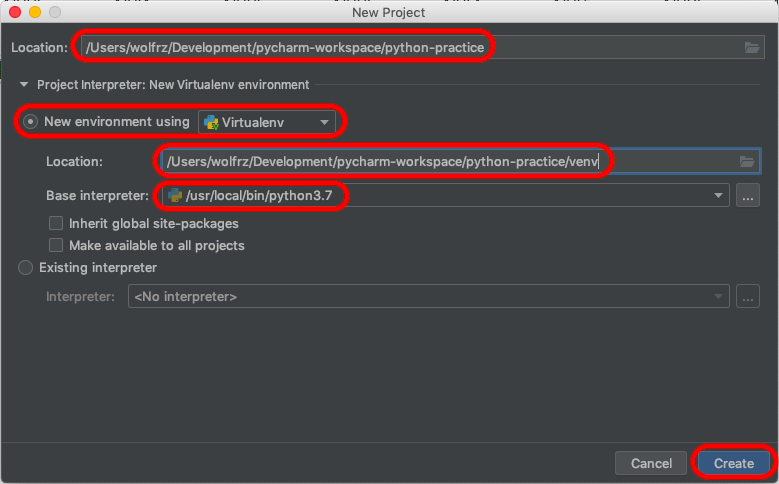 New Project
Location: /Users/wolfrz/Development/pycharm-workspace/python-practice
Project Interpreter: New Virtualenv environment
New environment using Virtualenv
Location: /Users/wolfrz/Development/pycharm-workspace/python-practice/venv
Base interpreter: /usr/local/bin/python3.7 ...
Inherit global site-packages
Make available to all projects
Existing interpreter
Interpreter: <No interpreter> ...
Cancel Create